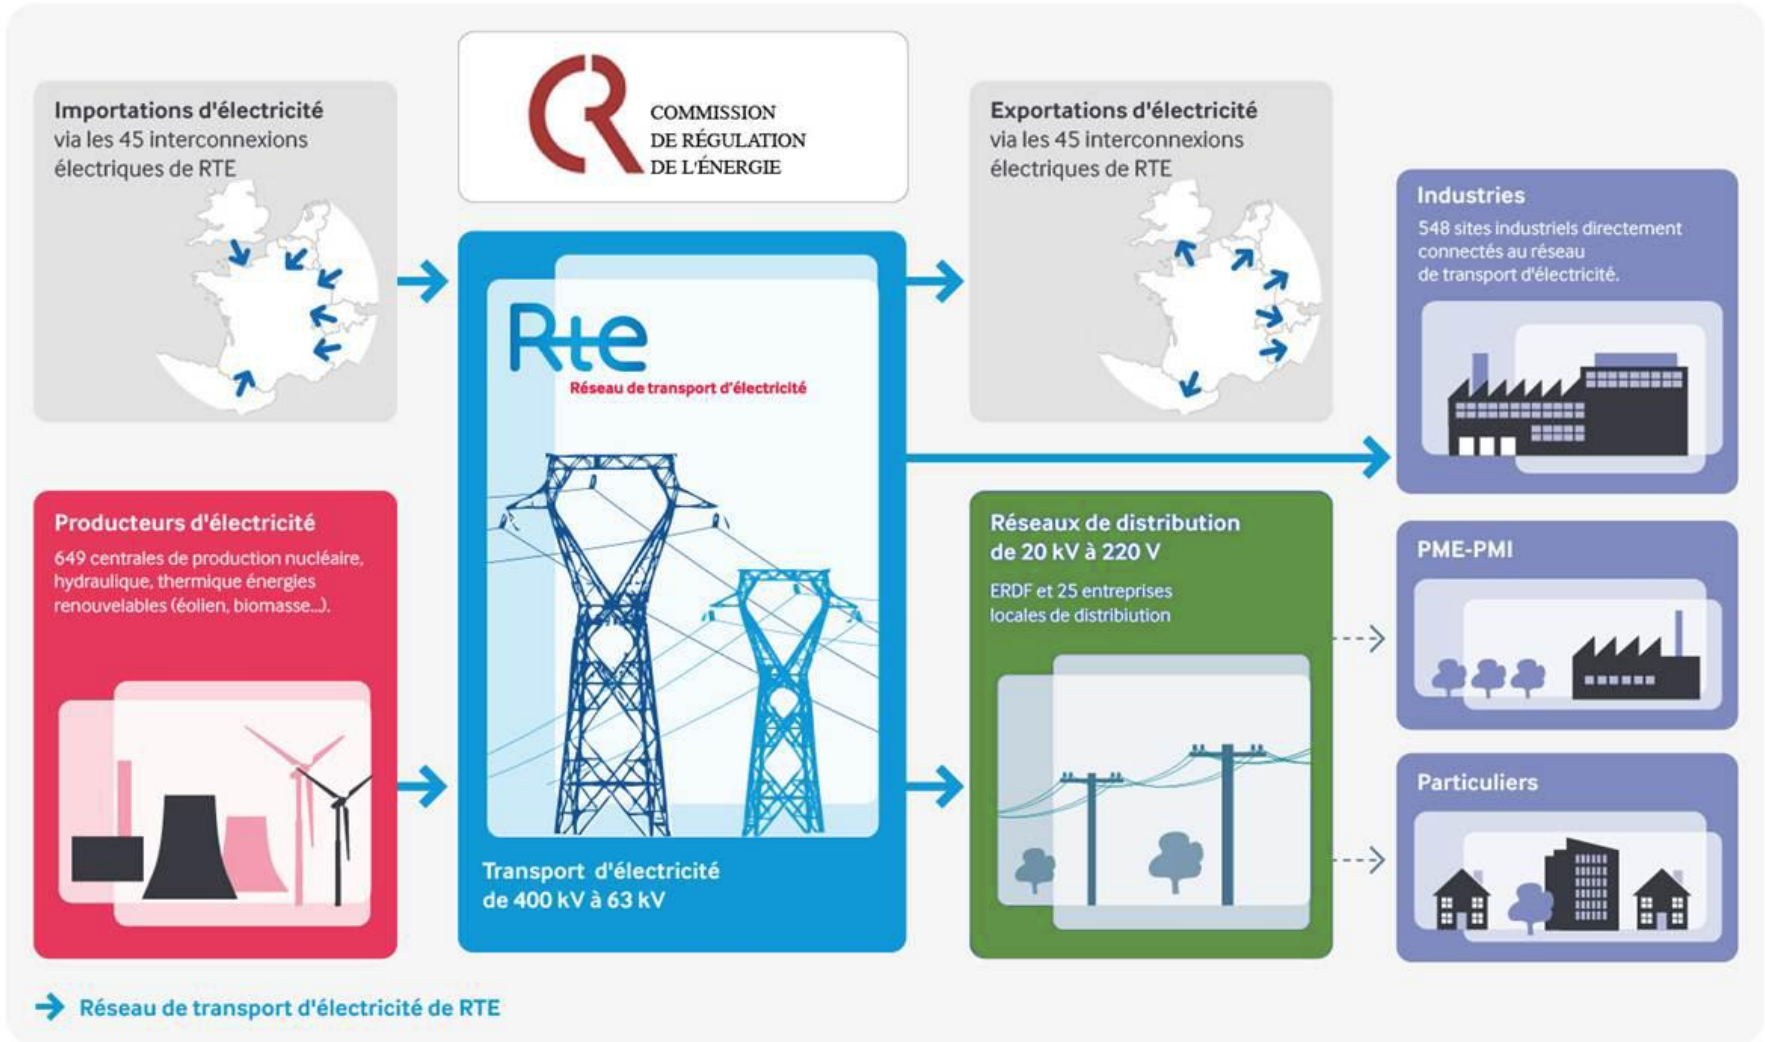 Importations d'électricité
via les 45 interconnexions
électriques de RTE
COMMISSION
DE RÉGULATION
DE L'ÉNERGIE
Exportations d'électricité
via les 45 interconnexions
électriques de RTE
Industries
548 sites industriels directement
connectés au réseau
de transport d'électricité.
Rte
Réseau de transport d'électricité
Producteurs d'électricité
649 centrales de production nucléaire,
hydraulique, thermique énergies
renouvelables (éolien, biomasse...).
Transport d'électricité
de 400 kV à 63 kV
Réseaux de distribution
de 20 kV à 220 V
ERDF et 25 entreprises
locales de distribiution
PME-PMI
Particuliers
Réseau de transport d'électricité de RTE